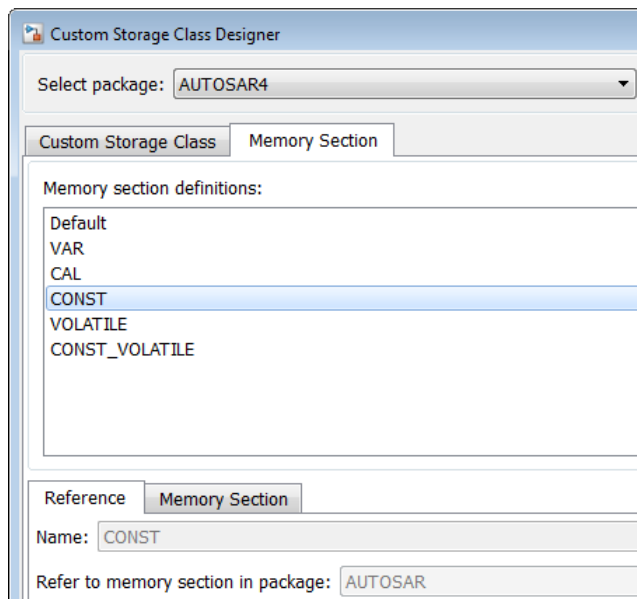 Custom Storage Class Designer
Select package: AUTOSAR4
Custom Storage Class Memory Section
Memory section definitions:
Default
VAR
CAL
CONST
VOLATILE
CONST_VOLATILE
Reference Memory Section
Name: CONST
Refer to memory section in package: AUTOSAR